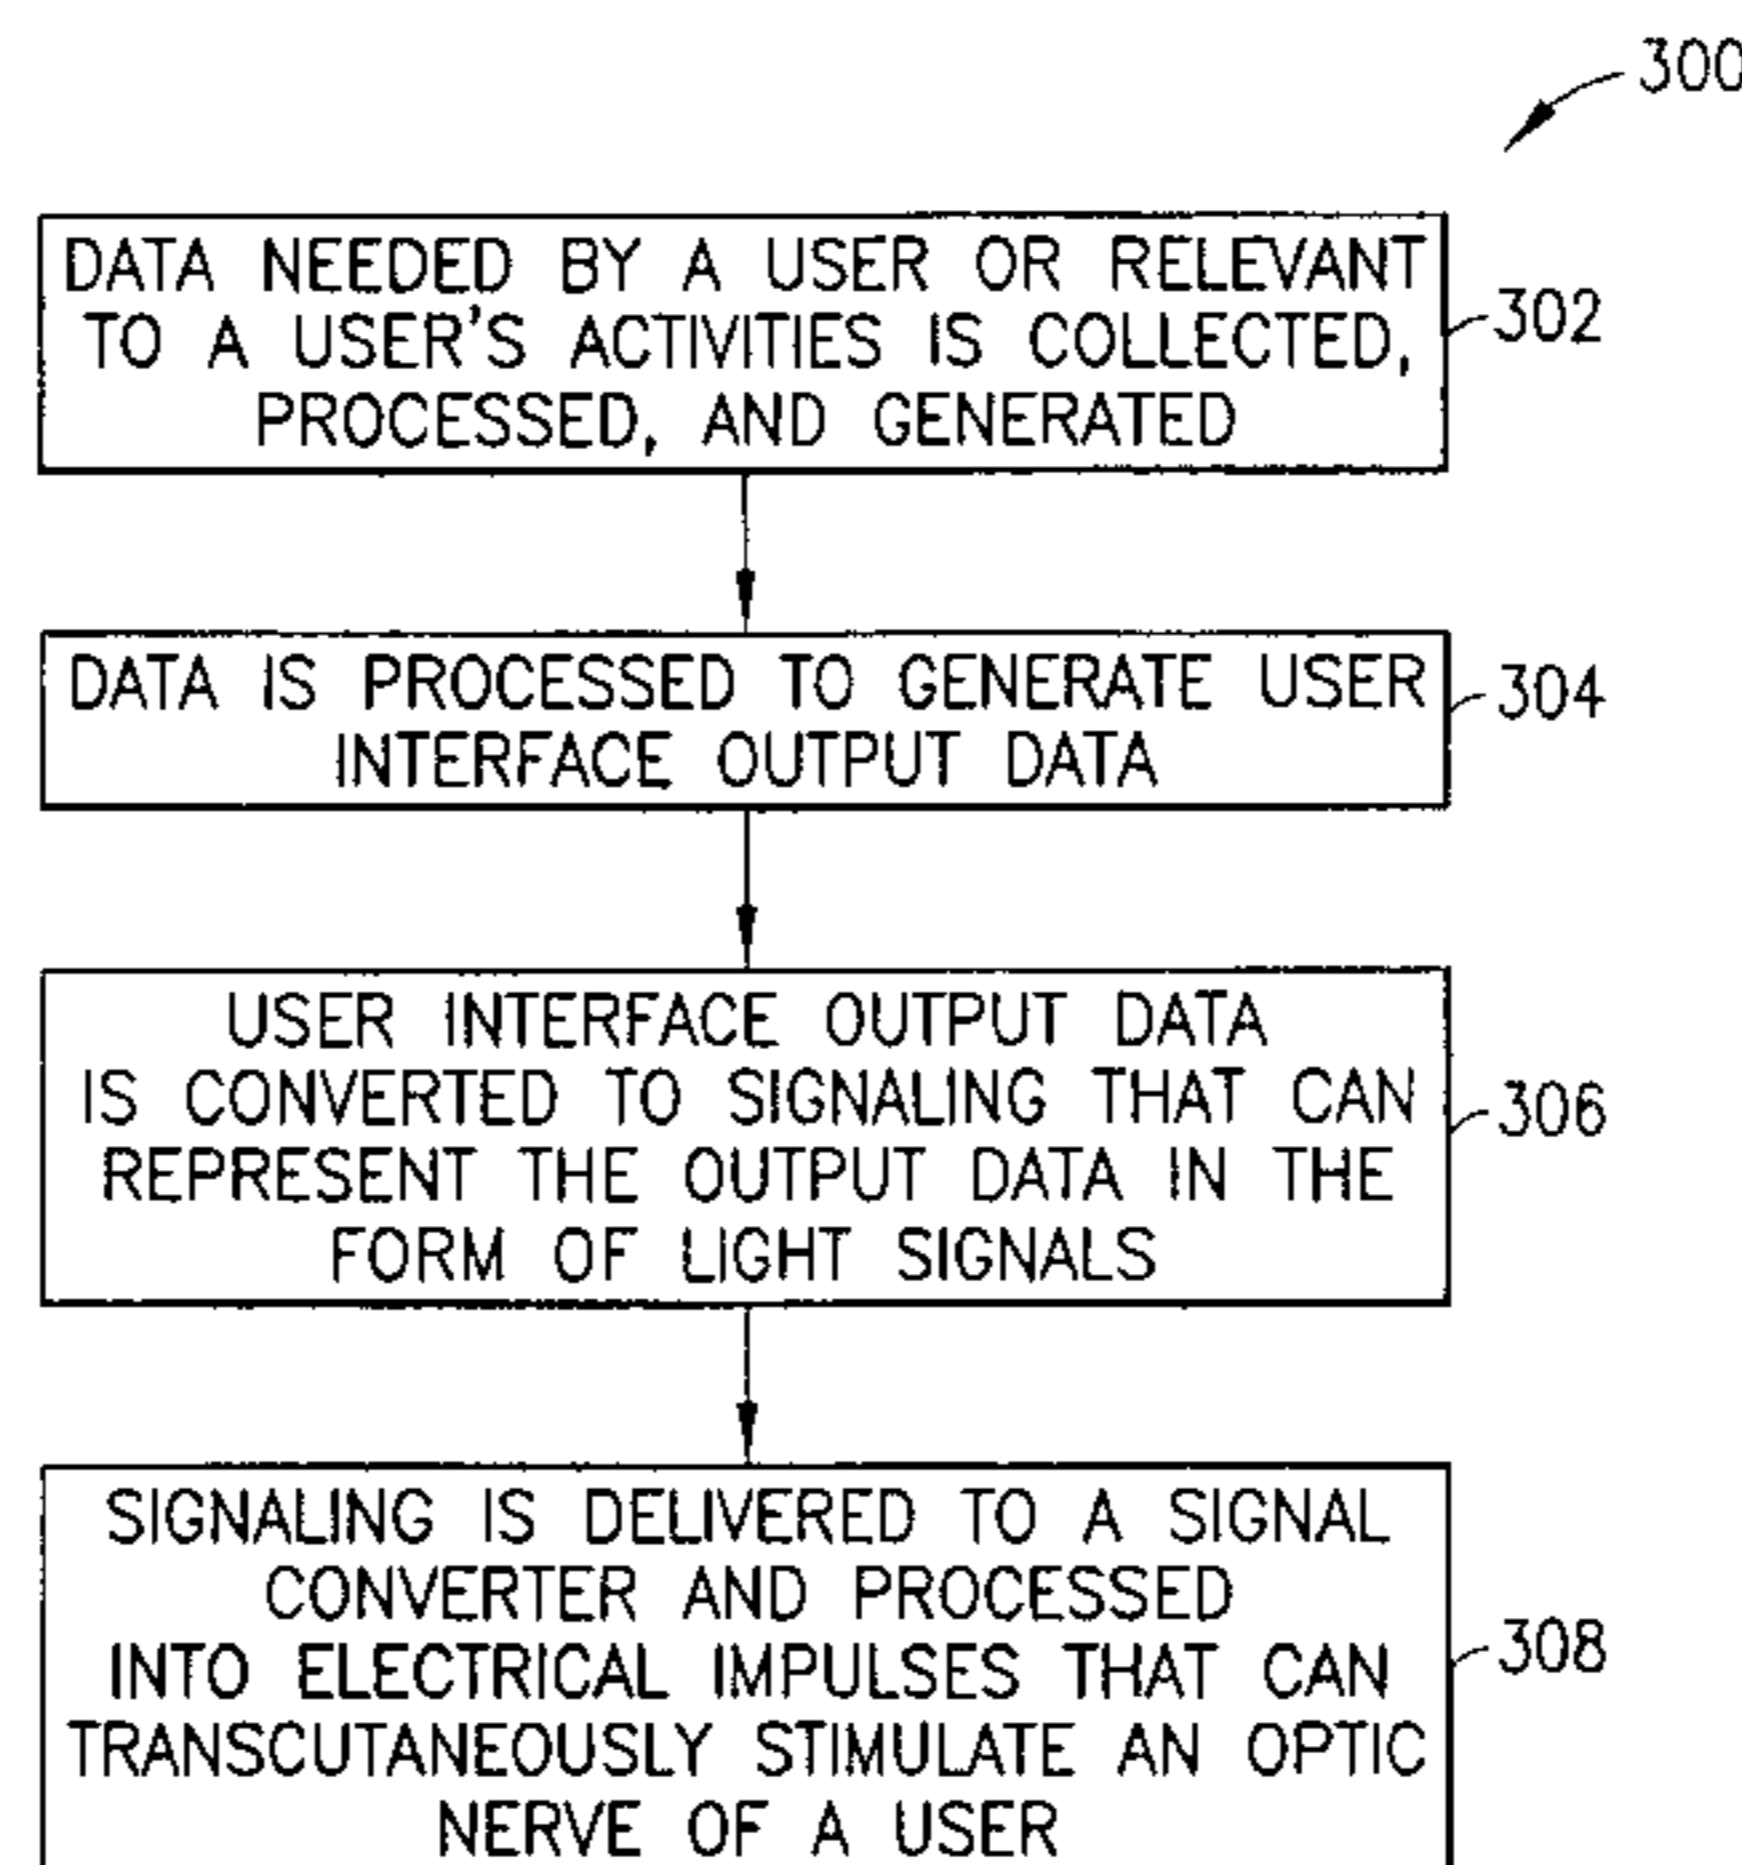 300
DATA NEEDED BY A USER OR RELEVANT
TO A USER'S ACTIVITIES IS COLLECTED,
PROCESSED, AND GENERATED
302
DATA IS PROCESSED TO GENERATE USER
INTERFACE OUTPUT DATA
304
USER INTERFACE OUTPUT DATA
IS CONVERTED TO SIGNALING THAT CAN
REPRESENT THE OUTPUT DATA IN THE
FORM OF LIGHT SIGNALS
306
SIGNALING IS DELIVERED TO A SIGNAL
CONVERTER AND PROCESSED
INTO ELECTRICAL IMPULSES THAT CAN
TRANSCUTANEOUSLY STIMULATE AN OPTIC
NERVE OF A USER
308